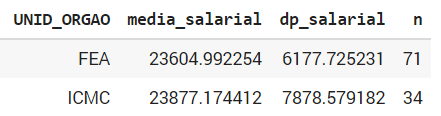 UNID_ORGAO media_salarial dp_salarial n
FEA 23604.992254 6177.725231 71
ICMC 23877.174412 7878.579182 34